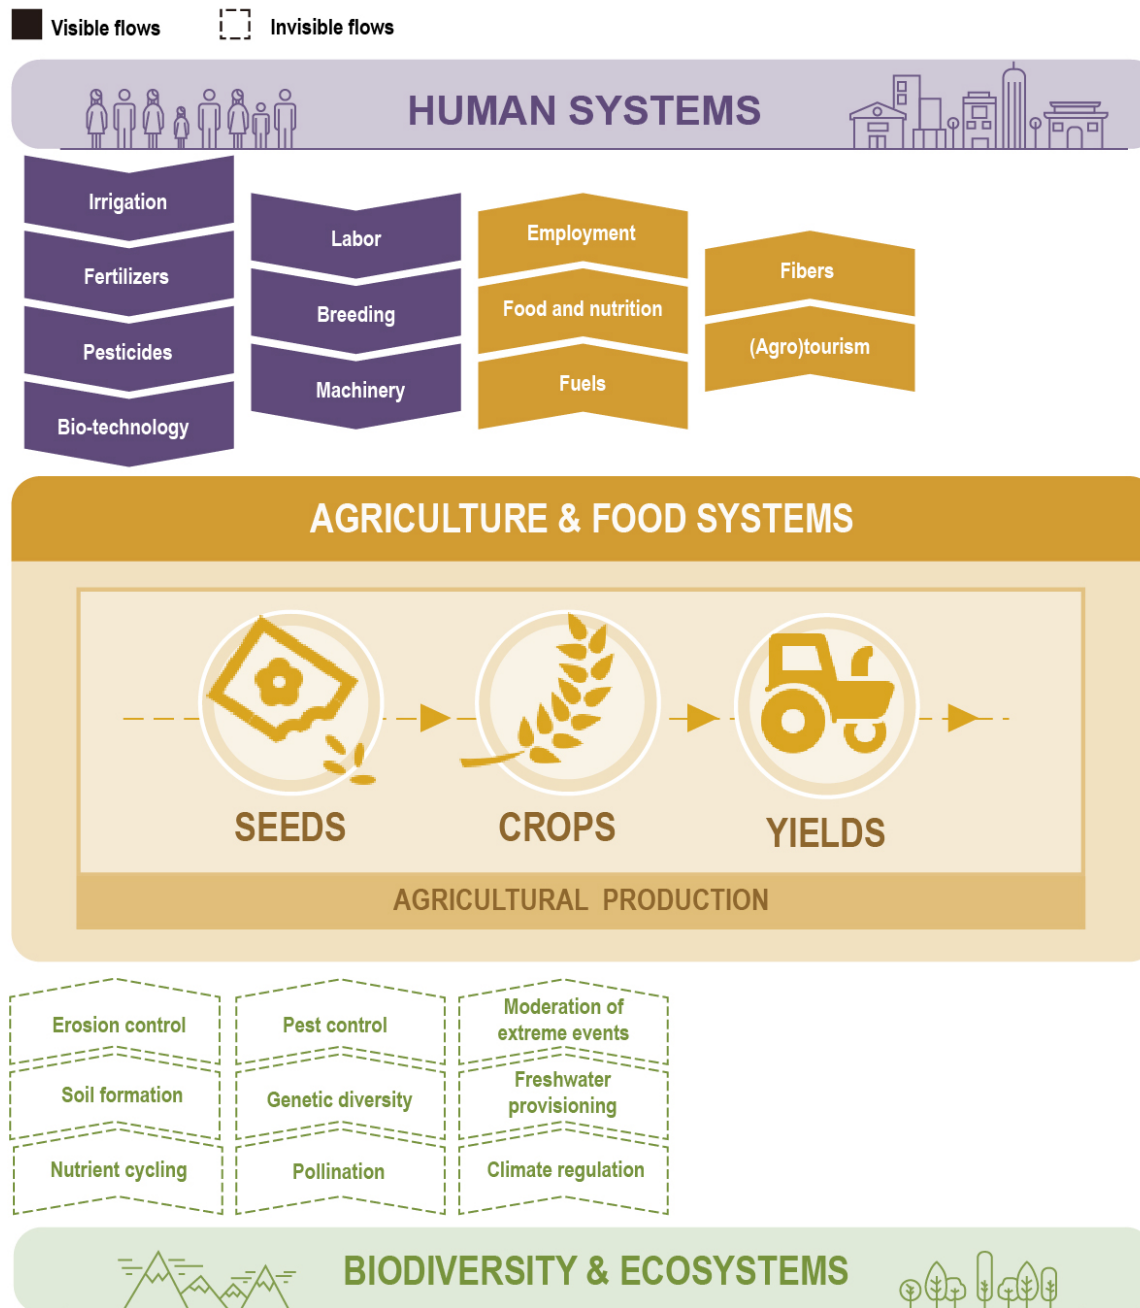 Visible flows
Invisible flows
HUMAN SYSTEMS
Irrigation
Fertilizers
Pesticides
Bio-technology
Labor
Breeding
Machinery
Employment
Food and nutrition
Fuels
Fibers
(Agro)tourism
AGRICULTURE & FOOD SYSTEMS
SEEDS
CROPS
YIELDS
AGRICULTURAL PRODUCTION
Erosion control
Soil formation
Nutrient cycling
Pest control
Genetic diversity
Pollination
Moderation of
extreme events
Freshwater
provisioning
Climate regulation
BIODIVERSITY & ECOSYSTEMS